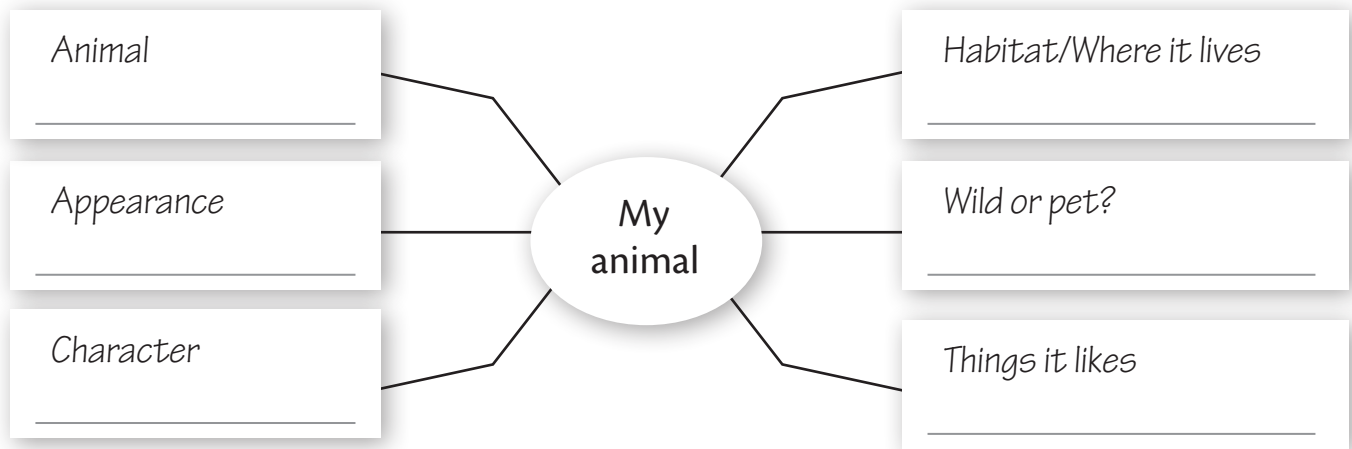 Animal
Appearance
Character
My
animal
Habitat/Where it lives
Wild or pet?
Things it likes